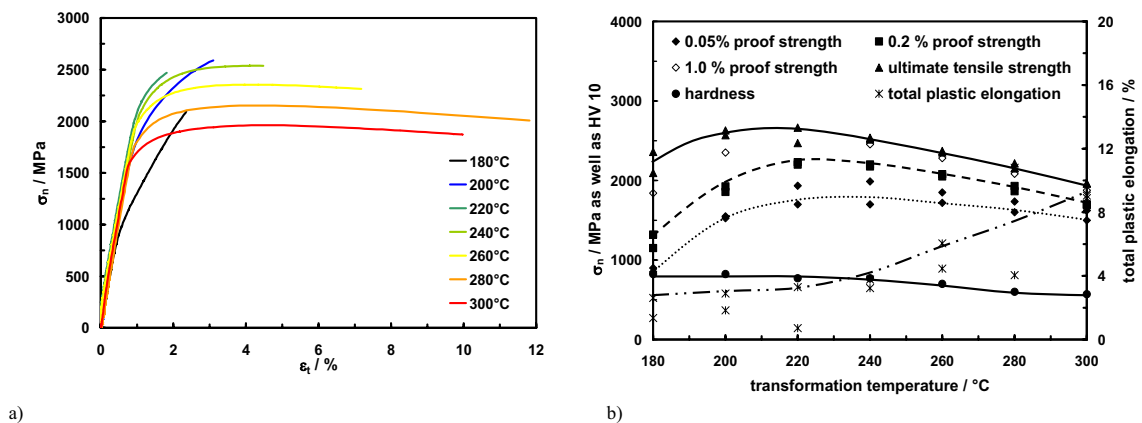 3000
2500
2000
1500
1000
500
0
σn / MPa
0 2 4 6 8 10 12
εt / %
180°C
200°C
220°C
240°C
260°C
280°C
300°C
a)
4000
3000
2000
1000
0
σn / MPa as well as HV 10
0.05% proof strength
0.2 % proof strength
1.0 % proof strength
ultimate tensile strength
hardness
total plastic elongation
20
16
12
8
4
0
total plastic elongation / %
180 200 220 240 260 280 300
transformation temperature / °C
b)